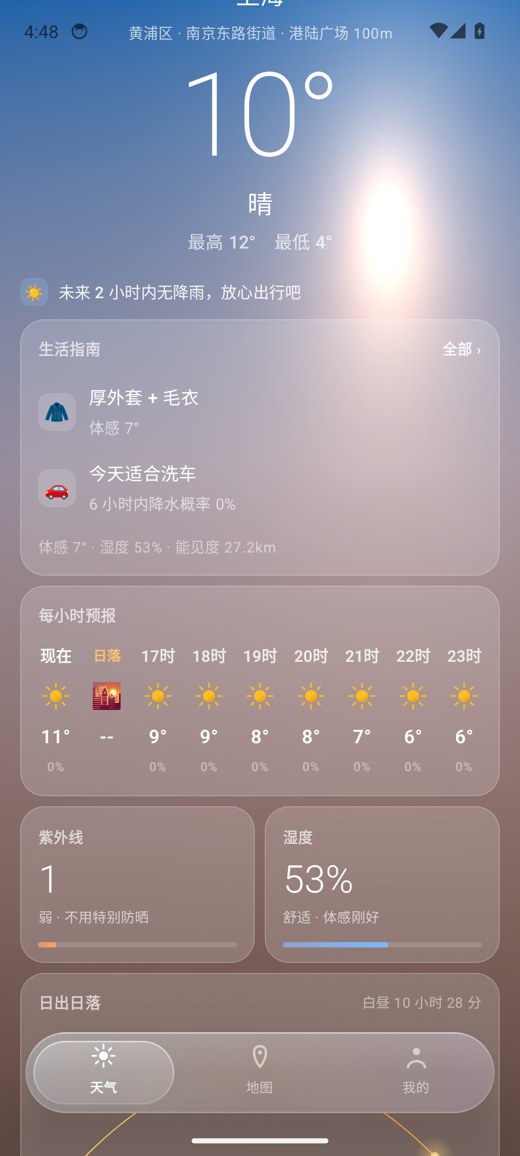 上海
4:48
黄浦区 · 南京东路街道 · 港陆广场 100m
10°
晴
最高 12° 最低 4°
未来 2 小时内无降雨，放心出行吧
生活指南 全部 ›
厚外套 + 毛衣
体感 7°
今天适合洗车
6 小时内降水概率 0%
体感 7° · 湿度 53% · 能见度 27.2km
每小时预报
现在 日落 17时 18时 19时 20时 21时 22时 23时
11° -- 9° 9° 8° 8° 7° 6° 6°
0% 0% 0% 0% 0% 0% 0% 0%
紫外线
1
弱 · 不用特别防晒
湿度
53%
舒适 · 体感刚好
日出日落 白昼 10 小时 28 分
天气 地图 我的